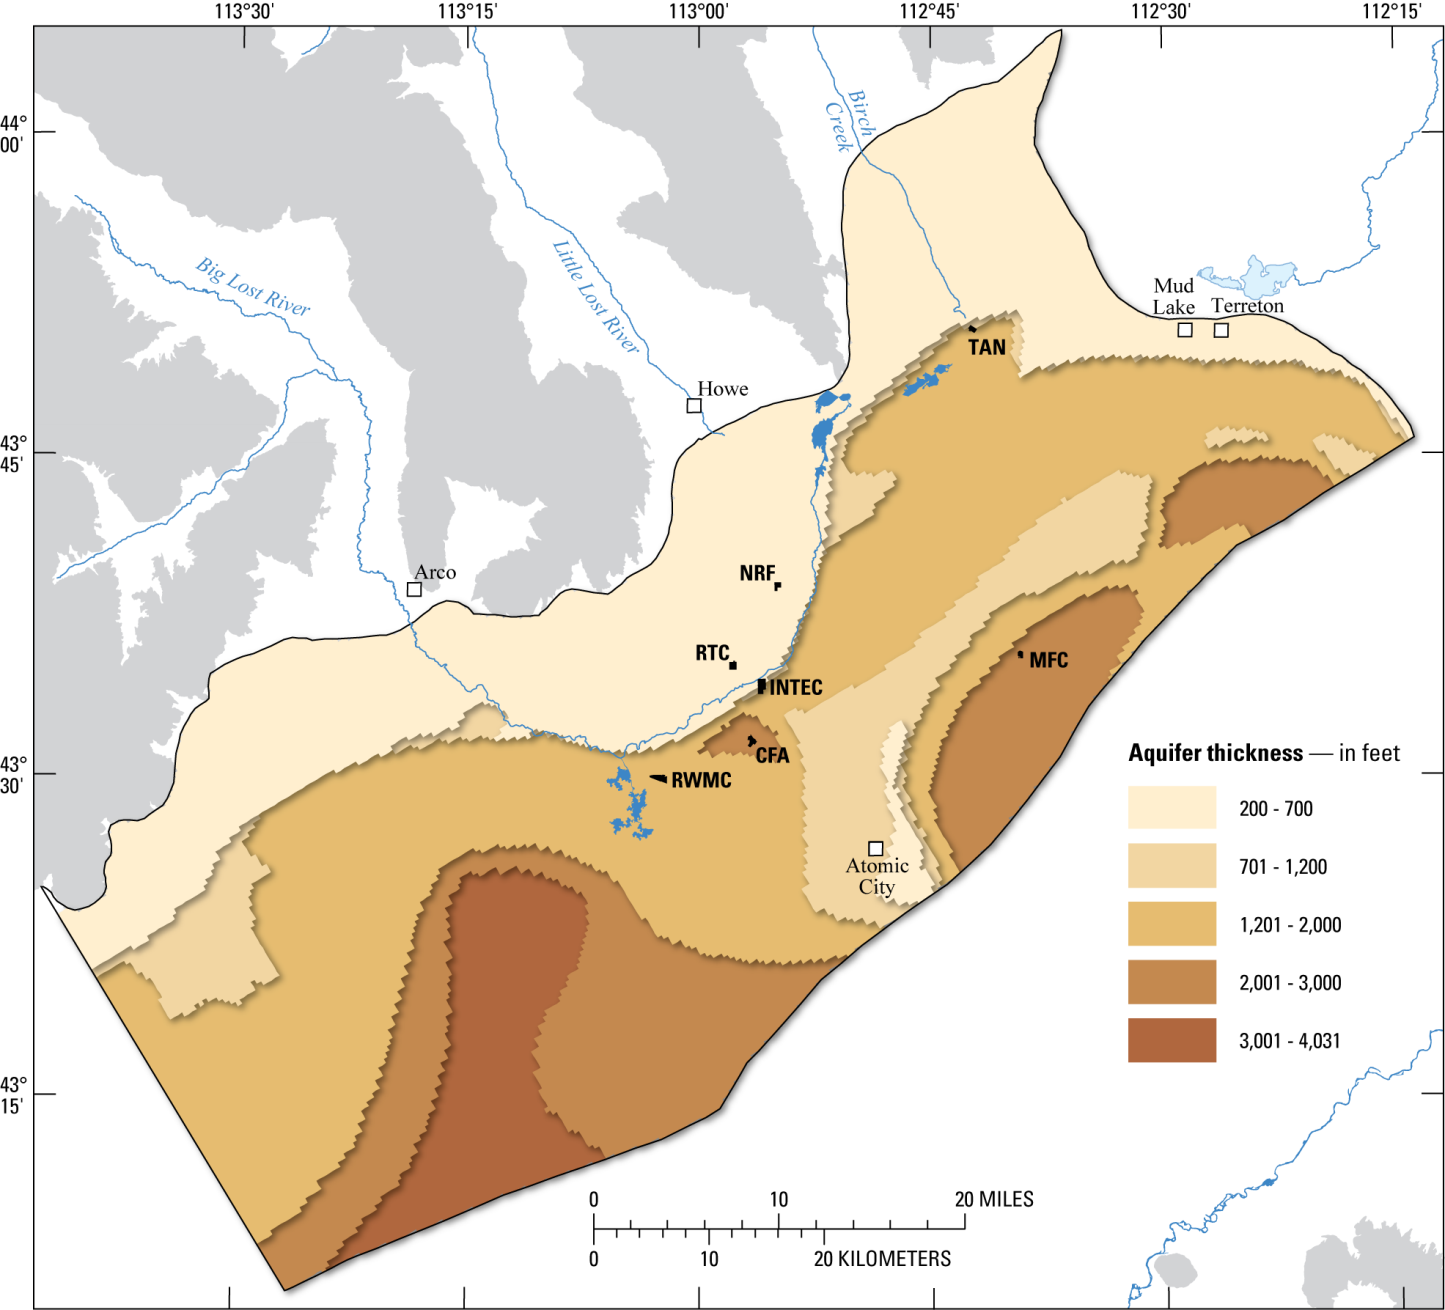 113°30'
113°15'
113°00'
112°45'
112°30'
112°15'
44°
00'
Birch
Creek
Big Lost River
Little Lost River
Mud
Lake
Terreton
TAN
Howe
43°
45'
Arco
NRF
RTC
MFC
INTEC
CFA
43°
30'
RWMC
Atomic
City
Aquifer thickness — in feet
200 - 700
701 - 1,200
1,201 - 2,000
2,001 - 3,000
3,001 - 4,031
43°
15'
0 10 20 MILES
0 10 20 KILOMETERS